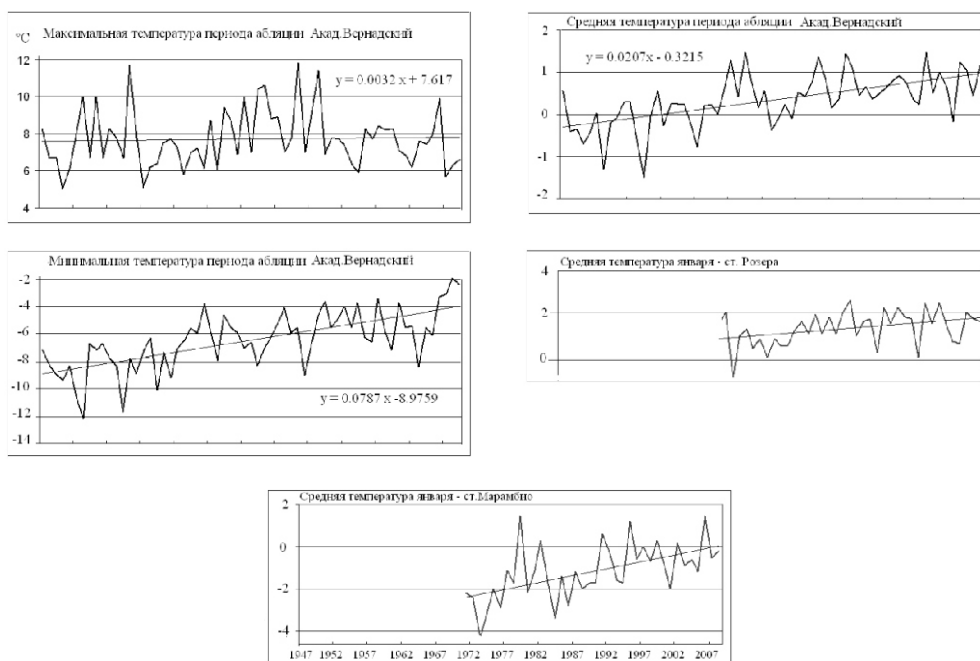 °C
Максимальная температура периода абляции Акад.Вернадский
12
10
8
6
4
y = 0.0032 x + 7.617
Средняя температура периода абляции Акад.Вернадский
2
1
0
-1
-2
y = 0.0207x - 0.3215
Минимальная температура периода абляции Акад.Вернадский
-2
-4
-6
-8
-10
-12
-14
y = 0.0787 x -8.9759
Средняя температура января - ст. Розера
4
2
0
Средняя температура января - ст.Марамбио
2
0
-2
-4
1947 1952 1957 1962 1967 1972 1977 1982 1987 1992 1997 2002 2007